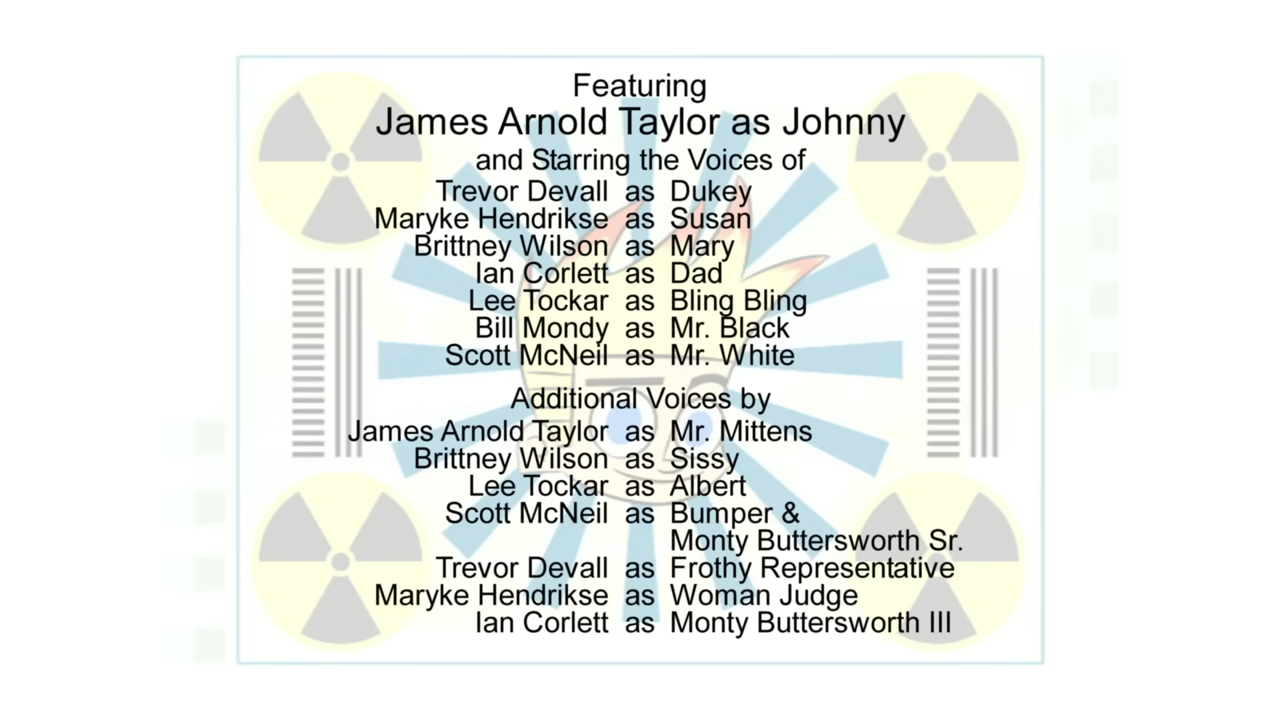 Featuring
James Arnold Taylor as Johnny
and Starring the Voices of
Trevor Devall as Dukey
Maryke Hendrikse as Susan
Brittney Wilson as Mary
Ian Corlett as Dad
Lee Tockar as Bling Bling
Bill Mondy as Mr. Black
Scott McNeil as Mr. White
Additional Voices by
James Arnold Taylor as Mr. Mittens
Brittney Wilson as Sissy
Lee Tockar as Albert
Scott McNeil as Bumper &
Monty Buttersworth Sr.
Trevor Devall as Frothy Representative
Maryke Hendrikse as Woman Judge
Ian Corlett as Monty Buttersworth III